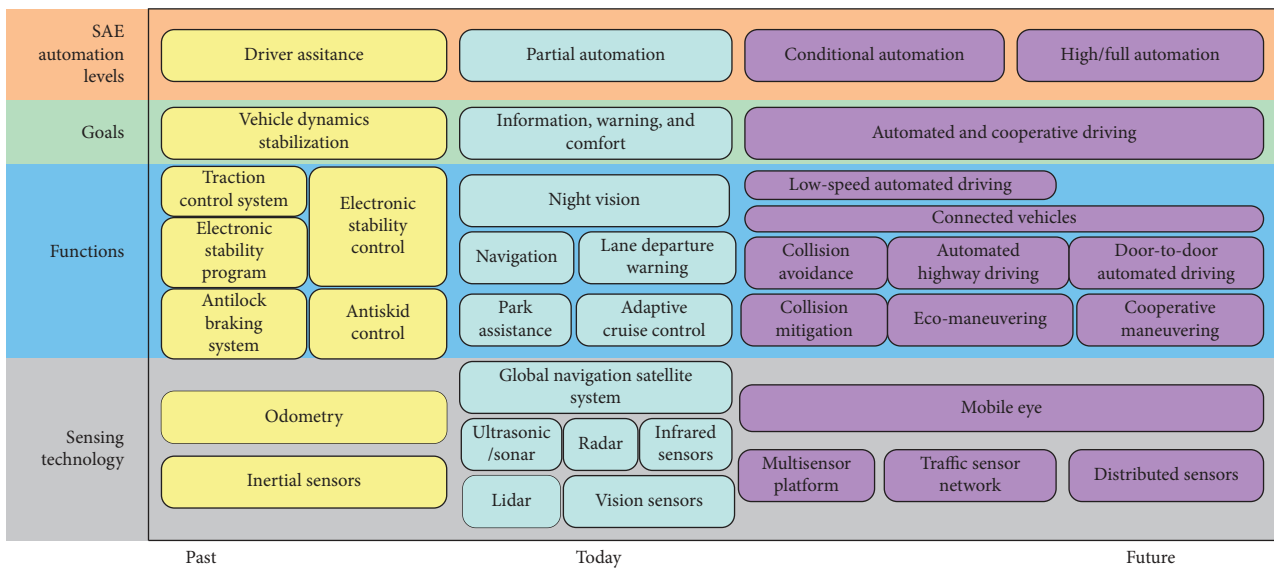 SAE
automation
levels
Driver assitance
Partial automation
Conditional automation
High/full automation
Goals
Vehicle dynamics
stabilization
Information, warning, and
comfort
Automated and cooperative driving
Functions
Traction
control system
Electronic
stability
control
Electronic
stability
program
Antilock
braking
system
Antiskid
control
Night vision
Navigation
Lane departure
warning
Park
assistance
Adaptive
cruise control
Low-speed automated driving
Connected vehicles
Collision
avoidance
Automated
highway driving
Door-to-door
automated driving
Collision
mitigation
Eco-maneuvering
Cooperative
maneuvering
Sensing
technology
Odometry
Inertial sensors
Global navigation satellite
system
Ultrasonic
/sonar
Radar
Infrared
sensors
Lidar
Vision sensors
Mobile eye
Multisensor
platform
Traffic sensor
network
Distributed sensors
Past
Today
Future